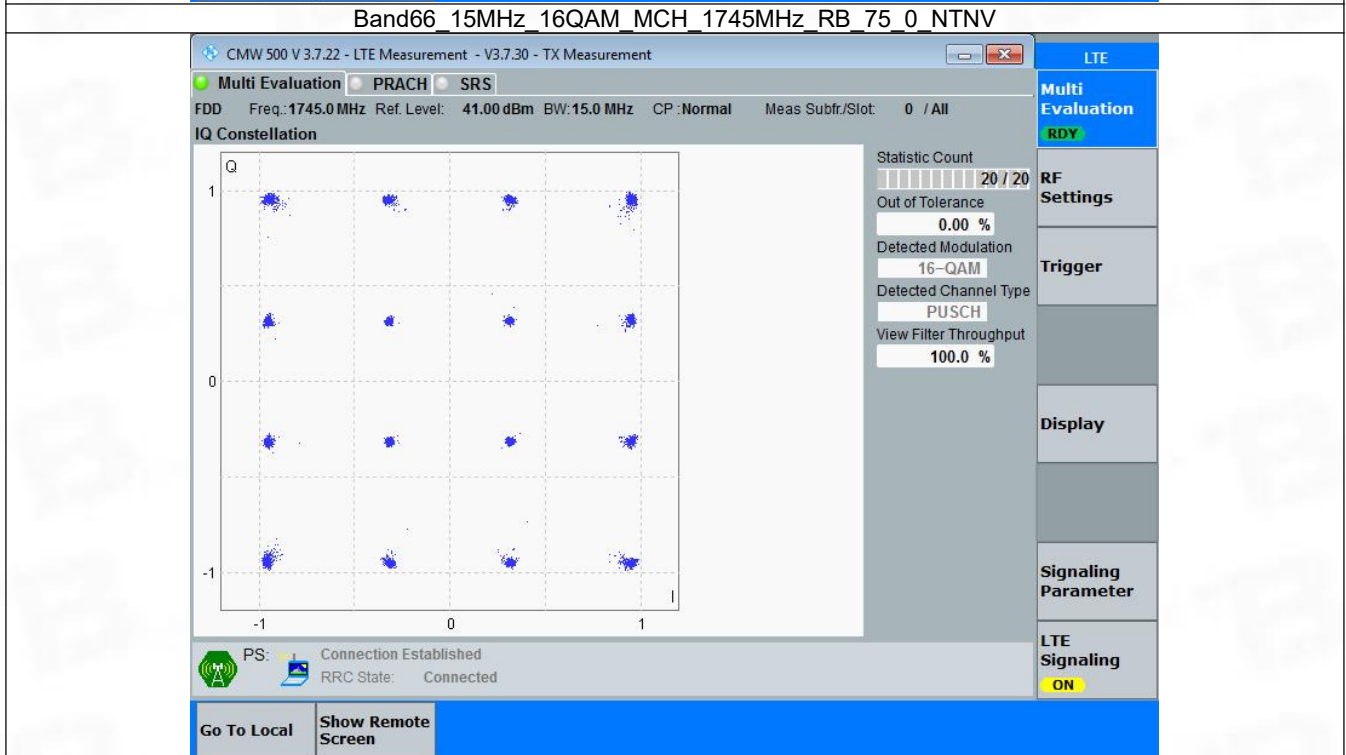 Band66_15MHz_16QAM_MCH_1745MHz_RB_75_0_NTNV
CMW 500 V 3.7.22 - LTE Measurement - V3.7.30 - TX Measurement
LTE
Multi Evaluation PRACH SRS
Multi
Evaluation
RDY
FDD Freq.:1745.0 MHz Ref. Level: 41.00 dBm BW:15.0 MHz CP :Normal Meas Subfr./Slot: 0 / All
IQ Constellation
Q
1
0
-1
I
-1 0 1
Statistic Count
20 / 20
Out of Tolerance
0.00 %
Detected Modulation
16-QAM
Detected Channel Type
PUSCH
View Filter Throughput
100.0 %
RF
Settings
Trigger
Display
Signaling
Parameter
LTE
Signaling
ON
PS: Connection Established
RRC State: Connected
Go To Local
Show Remote
Screen